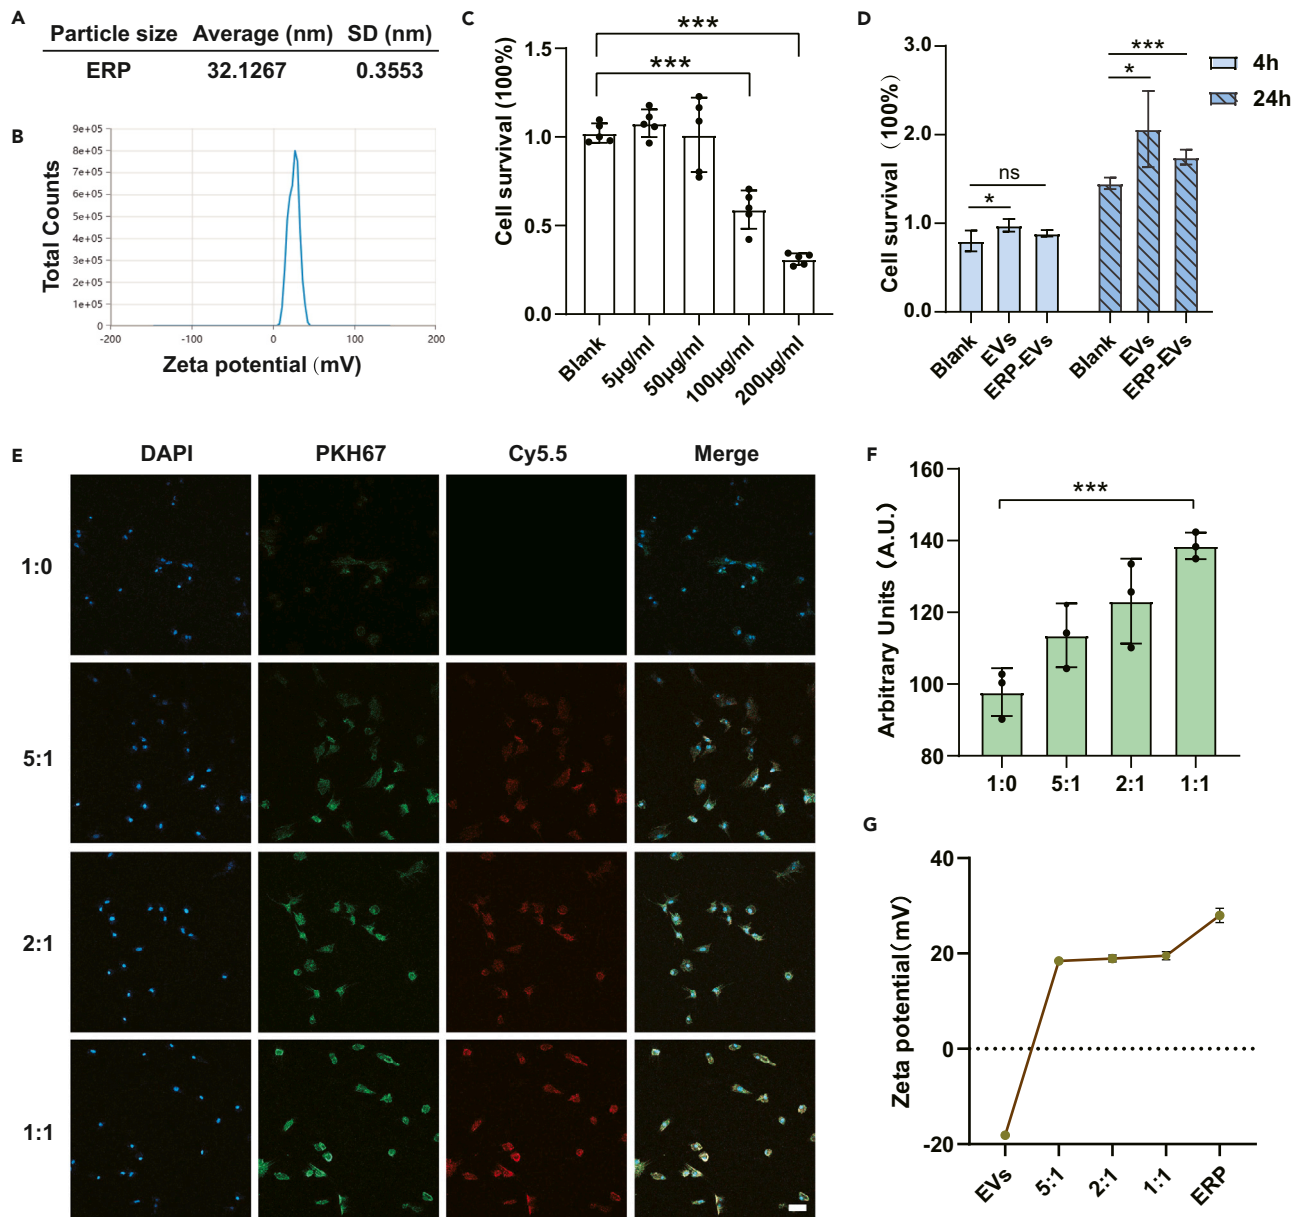 A
Particle size Average (nm) SD (nm)
ERP 32.1267 0.3553
B
Total Counts
9e+05
8e+05
7e+05
6e+05
5e+05
4e+05
3e+05
2e+05
1e+05
0
-200 -100 0 100 200
Zeta potential (mV)
C
Cell survival (100%)
1.5
1.0
0.5
0.0
***
***
Blank
5μg/ml
50μg/ml
100μg/ml
200μg/ml
D
Cell survival (100%)
3.0
2.0
1.0
0.0
ns
*
***
*
4h
24h
Blank
EVs
ERP-EVs
Blank
EVs
ERP-EVs
E
DAPI PKH67 Cy5.5 Merge
1:0
5:1
2:1
1:1
F
Arbitrary Units (A.U.)
160
140
120
100
80
***
1:0 5:1 2:1 1:1
G
Zeta potential(mV)
40
20
0
-20
EVs
5:1
2:1
1:1
ERP